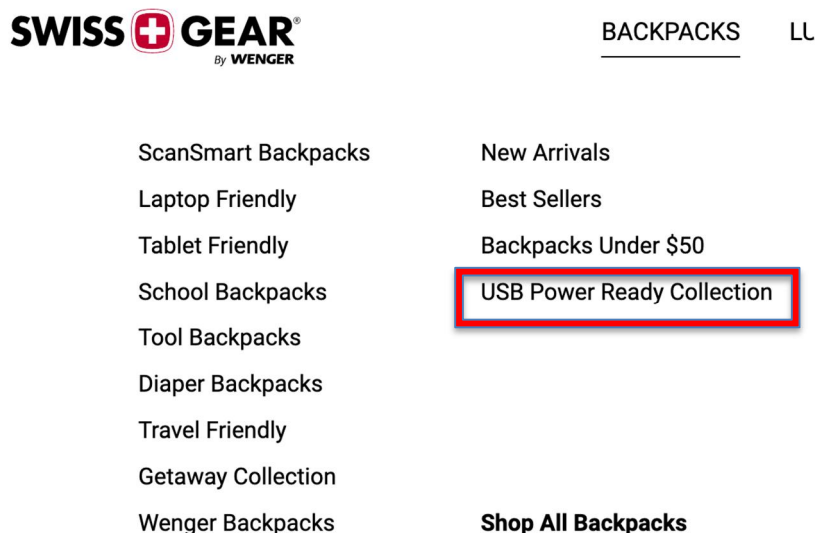 SWISS GEAR®
By WENGER
BACKPACKS LU
ScanSmart Backpacks
Laptop Friendly
Tablet Friendly
School Backpacks
Tool Backpacks
Diaper Backpacks
Travel Friendly
Getaway Collection
Wenger Backpacks
New Arrivals
Best Sellers
Backpacks Under $50
USB Power Ready Collection
Shop All Backpacks